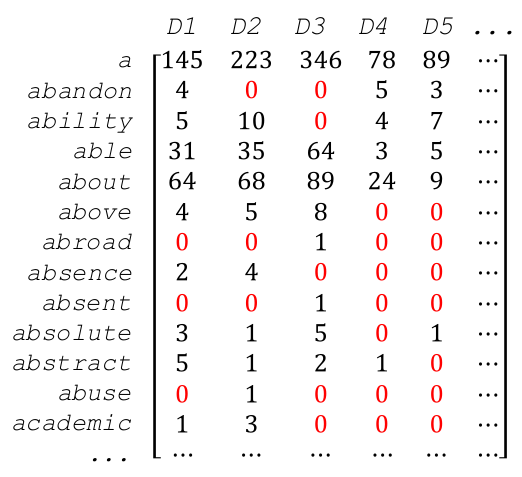 D1 D2 D3 D4 D5 ...
a 145 223 346 78 89 ...
abandon 4 0 0 5 3 ...
ability 5 10 0 4 7 ...
able 31 35 64 3 5 ...
about 64 68 89 24 9 ...
above 4 5 8 0 0 ...
abroad 0 0 1 0 0 ...
absence 2 4 0 0 0 ...
absent 0 0 1 0 0 ...
absolute 3 1 5 0 1 ...
abstract 5 1 2 1 0 ...
abuse 0 1 0 0 0 ...
academic 1 3 0 0 0 ...
... ... ... ... ... ... ...